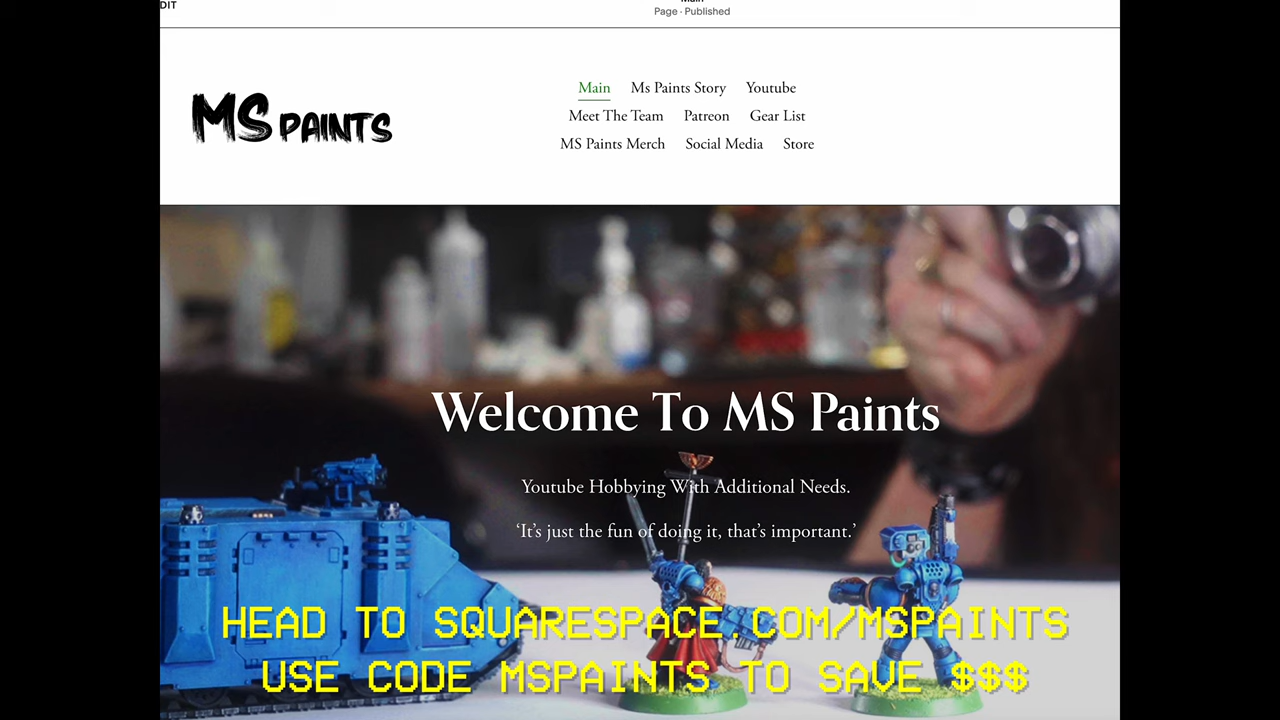 DIT
Main
Page · Published
MS PAINTS
Main Ms Paints Story Youtube
Meet The Team Patreon Gear List
MS Paints Merch Social Media Store
Welcome To MS Paints
Youtube Hobbying With Additional Needs.
‘It’s just the fun of doing it, that’s important.’
HEAD TO SQUARESPACE.COM/MSPAINTS
USE CODE MSPAINTS TO SAVE $$$